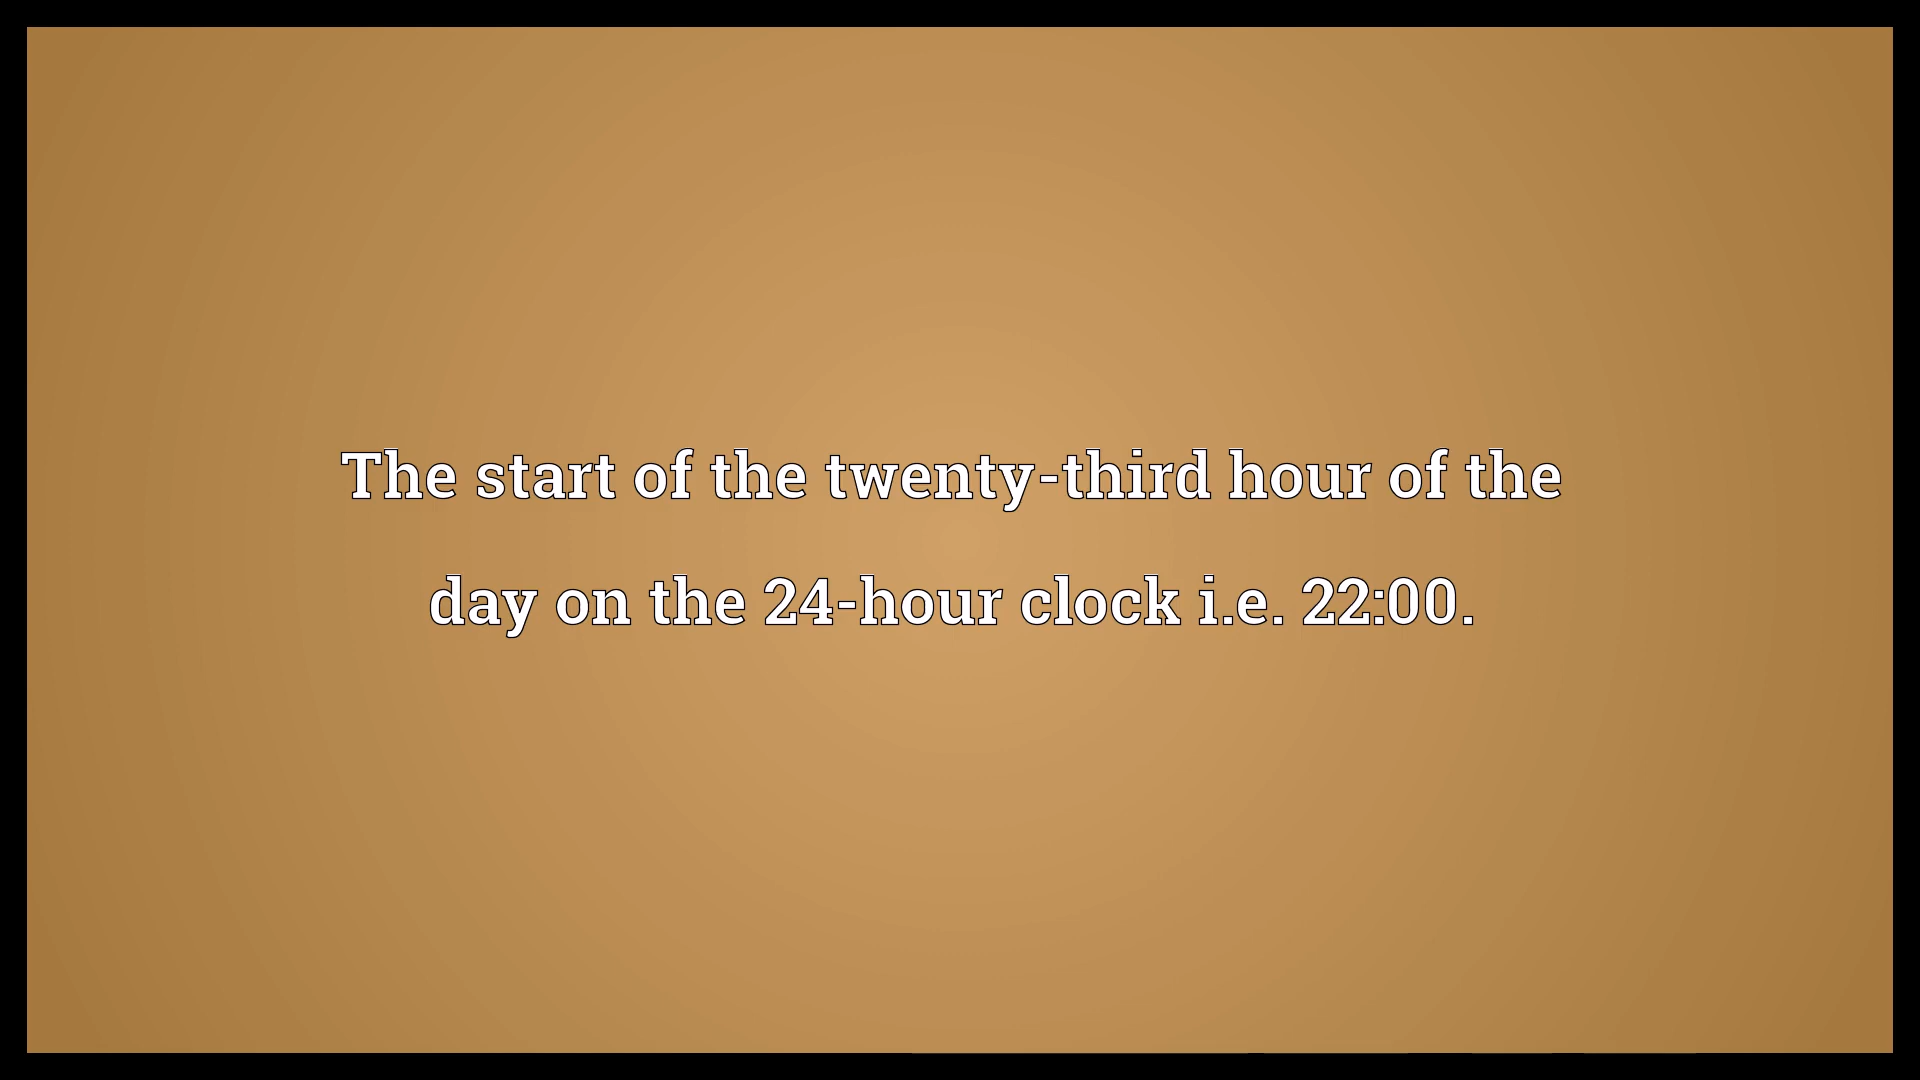 The start of the twenty-third hour of the
day on the 24-hour clock i.e. 22:00.